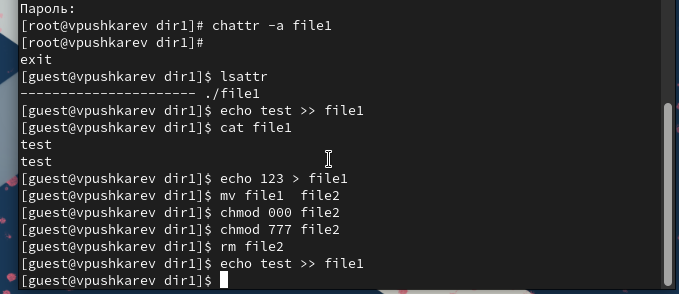 Пароль:
[root@vpushkarev dir1]# chattr -a file1
[root@vpushkarev dir1]#
exit
[guest@vpushkarev dir1]$ lsattr
---------------------- ./file1
[guest@vpushkarev dir1]$ echo test >> file1
[guest@vpushkarev dir1]$ cat file1
test
test
[guest@vpushkarev dir1]$ echo 123 > file1
[guest@vpushkarev dir1]$ mv file1  file2
[guest@vpushkarev dir1]$ chmod 000 file2
[guest@vpushkarev dir1]$ chmod 777 file2
[guest@vpushkarev dir1]$ rm file2
[guest@vpushkarev dir1]$ echo test >> file1
[guest@vpushkarev dir1]$